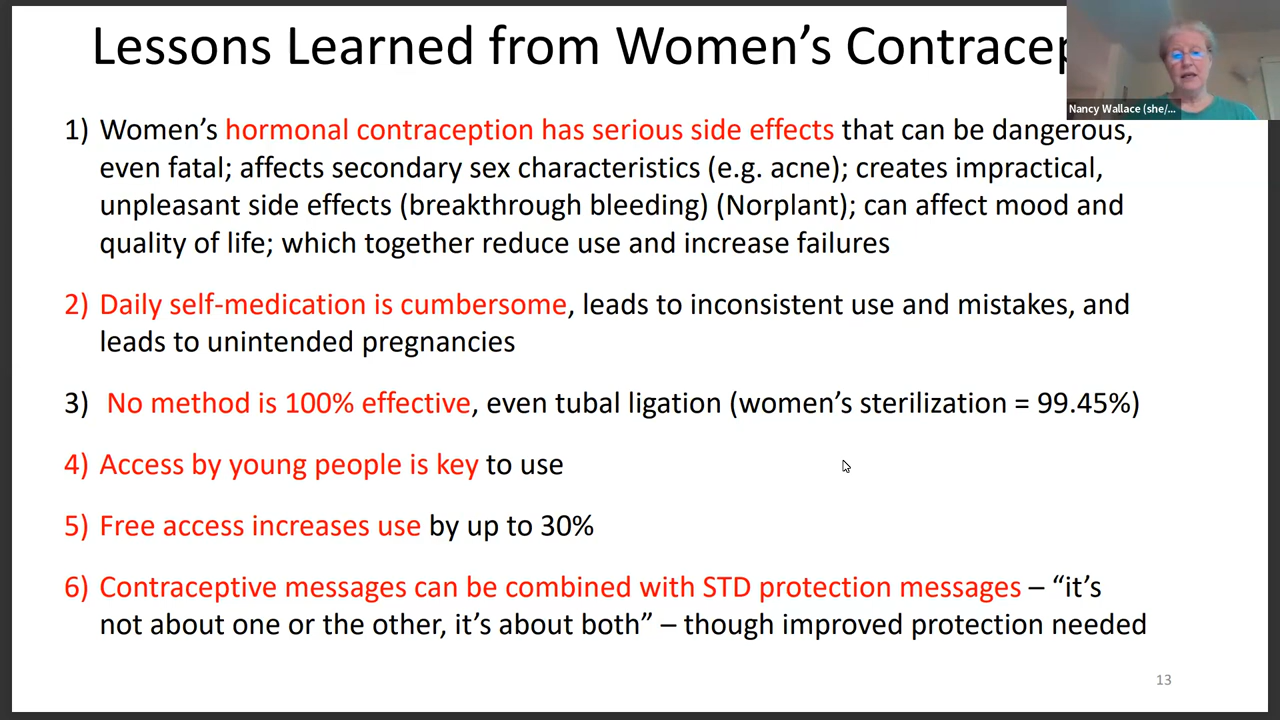 Lessons Learned from Women’s Contracep
Nancy Wallace (she/...
1) Women’s hormonal contraception has serious side effects that can be dangerous,
even fatal; affects secondary sex characteristics (e.g. acne); creates impractical,
unpleasant side effects (breakthrough bleeding) (Norplant); can affect mood and
quality of life; which together reduce use and increase failures
2) Daily self-medication is cumbersome, leads to inconsistent use and mistakes, and
leads to unintended pregnancies
3) No method is 100% effective, even tubal ligation (women’s sterilization = 99.45%)
4) Access by young people is key to use
5) Free access increases use by up to 30%
6) Contraceptive messages can be combined with STD protection messages – “it’s
not about one or the other, it’s about both” – though improved protection needed
13